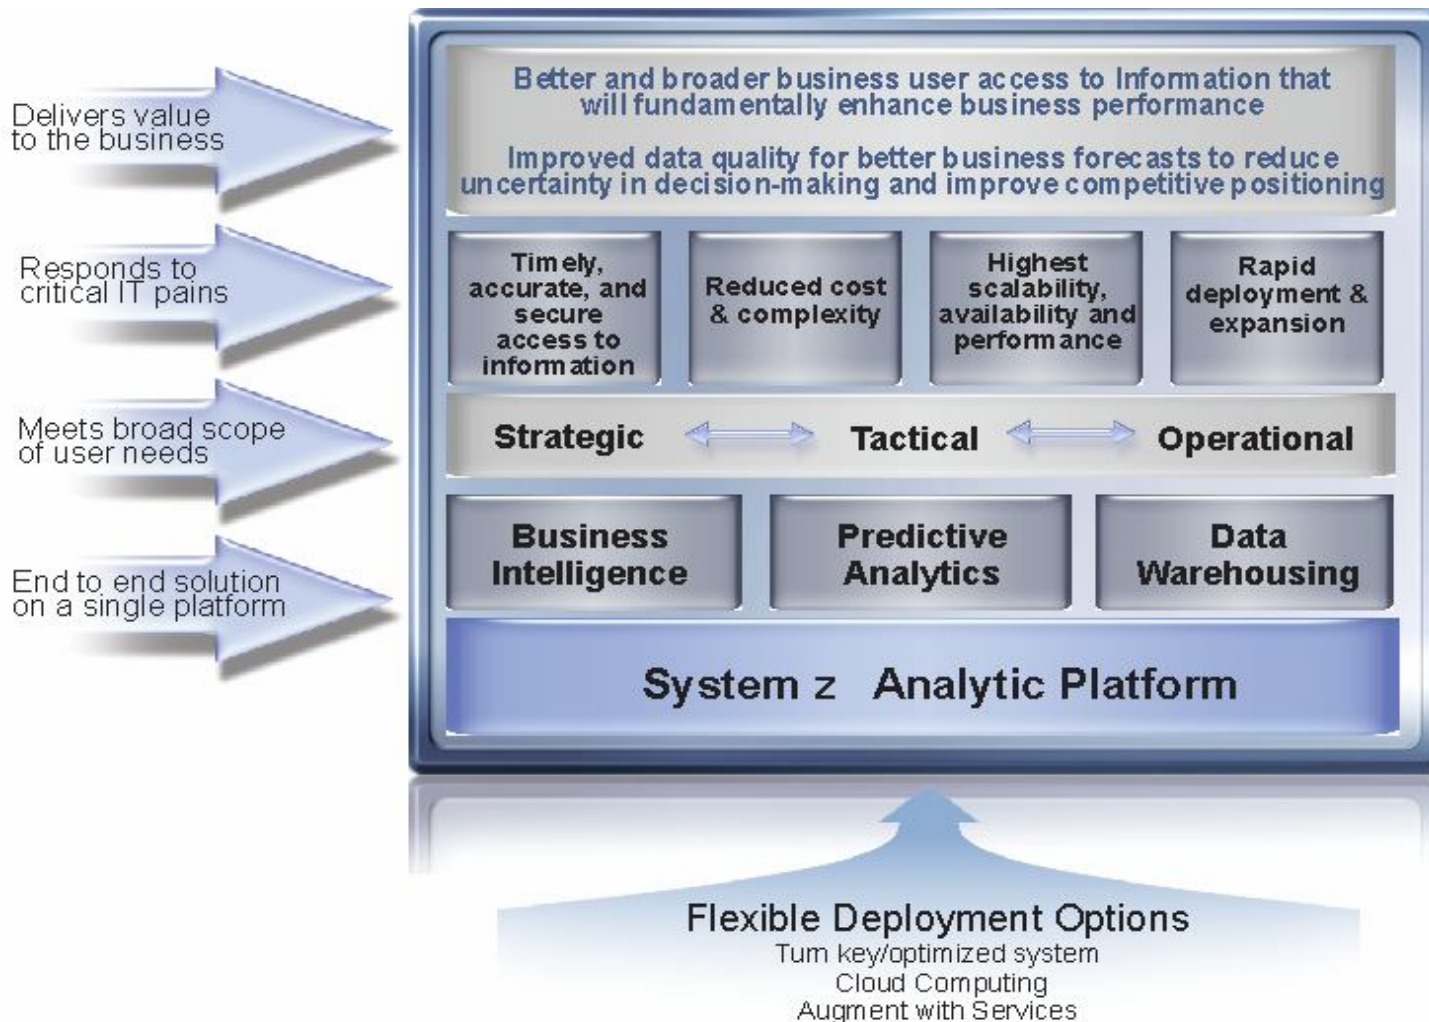 Delivers value
to the business
Better and broader business user access to Information that
will fundamentally enhance business performance
Improved data quality for better business forecasts to reduce
uncertainty in decision-making and improve competitive positioning
Responds to
critical IT pains
Timely,
accurate, and
secure
access to
information
Reduced cost
& complexity
Highest
scalability,
availability and
performance
Rapid
deployment &
expansion
Meets broad scope
of user needs
Strategic
Tactical
Operational
End to end solution
on a single platform
Business
Intelligence
Predictive
Analytics
Data
Warehousing
System z Analytic Platform
Flexible Deployment Options
Turn key/optimized system
Cloud Computing
Augment with Services